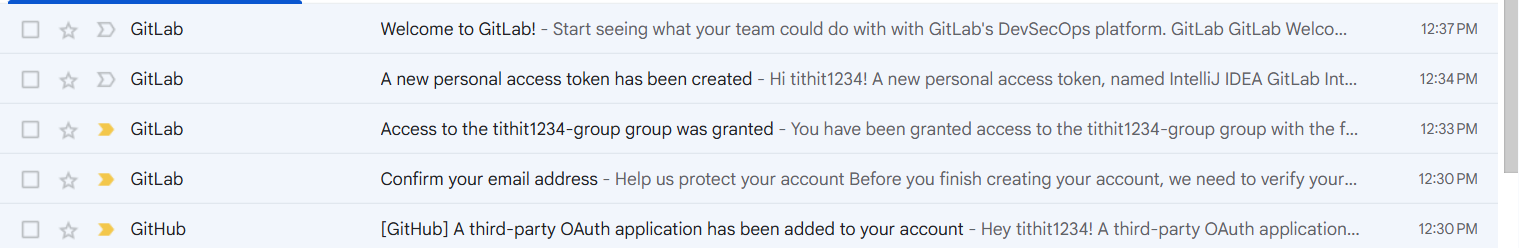 GitLab Welcome to GitLab! - Start seeing what your team could do with with GitLab's DevSecOps platform. GitLab GitLab Welco... 12:37 PM
GitLab A new personal access token has been created - Hi tithit1234! A new personal access token, named IntelliJ IDEA GitLab Int... 12:34 PM
GitLab Access to the tithit1234-group group was granted - You have been granted access to the tithit1234-group group with the f... 12:33 PM
GitLab Confirm your email address - Help us protect your account Before you finish creating your account, we need to verify your... 12:30 PM
GitHub [GitHub] A third-party OAuth application has been added to your account - Hey tithit1234! A third-party OAuth application... 12:30 PM